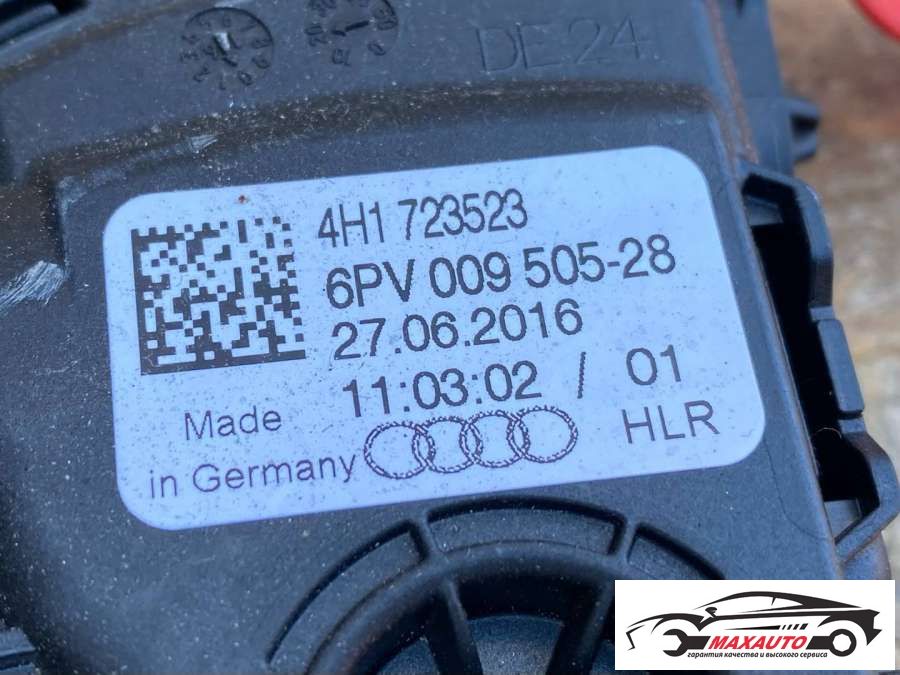 DE24
4H1 723523
6PV 009 505-28
27.06.2016
11:03:02 / 01
Made
in Germany
HLR
MAXAUTO
гарантия качества и высокого сервиса